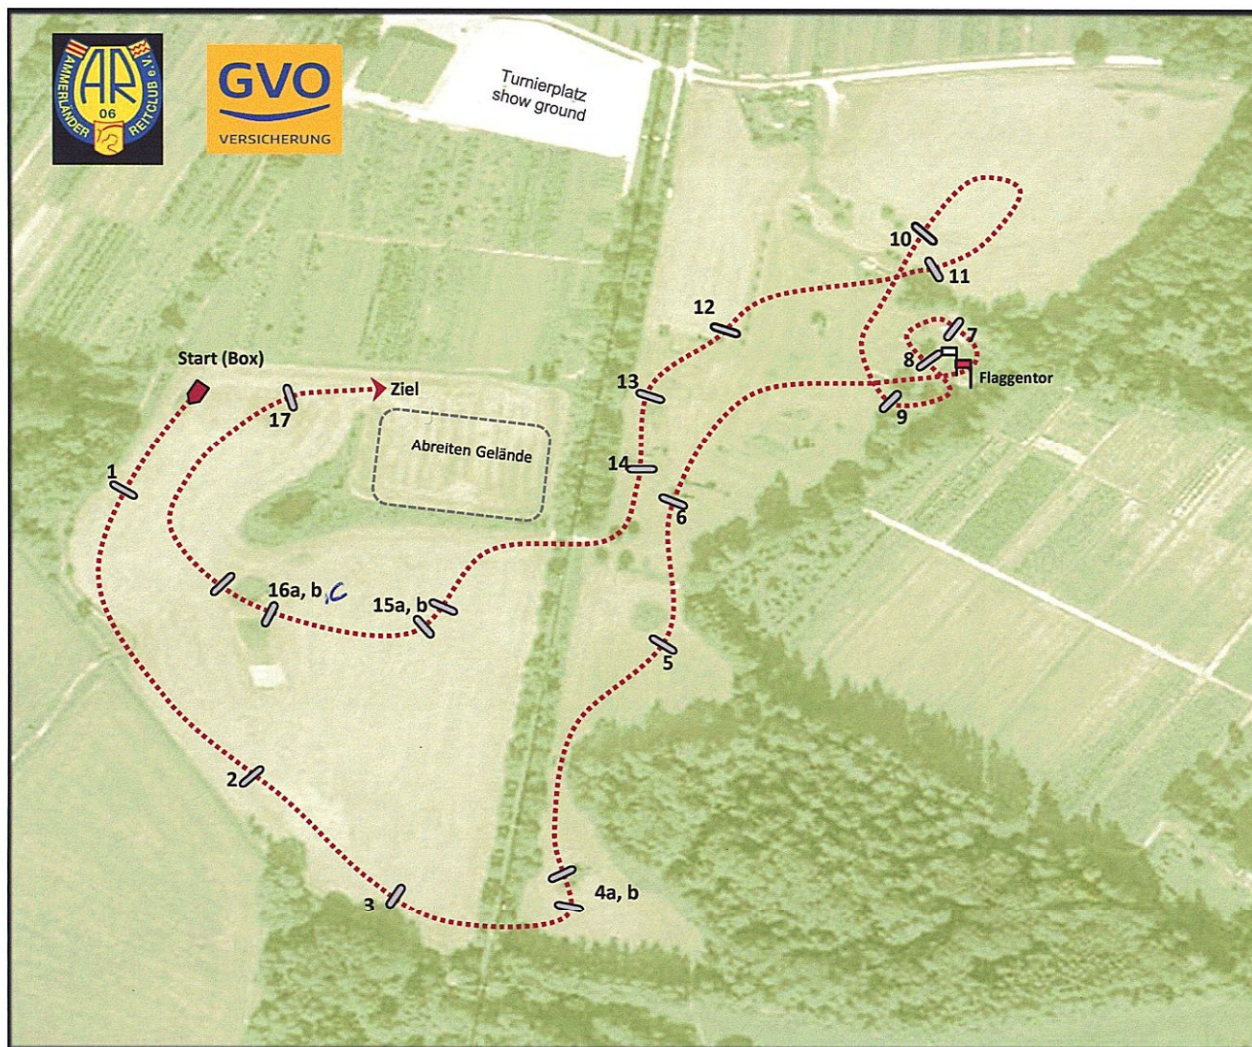 AR
06
AMMERLÄNDER REITCLUB e.V.
GVO
VERSICHERUNG
Turnierplatz
show ground
10
11
12
7
8
Flaggentor
9
Start (Box)
Ziel
17
13
Abreiten Gelände
14
1
6
16a, b ,c
15a, b
5
2
4a, b
3